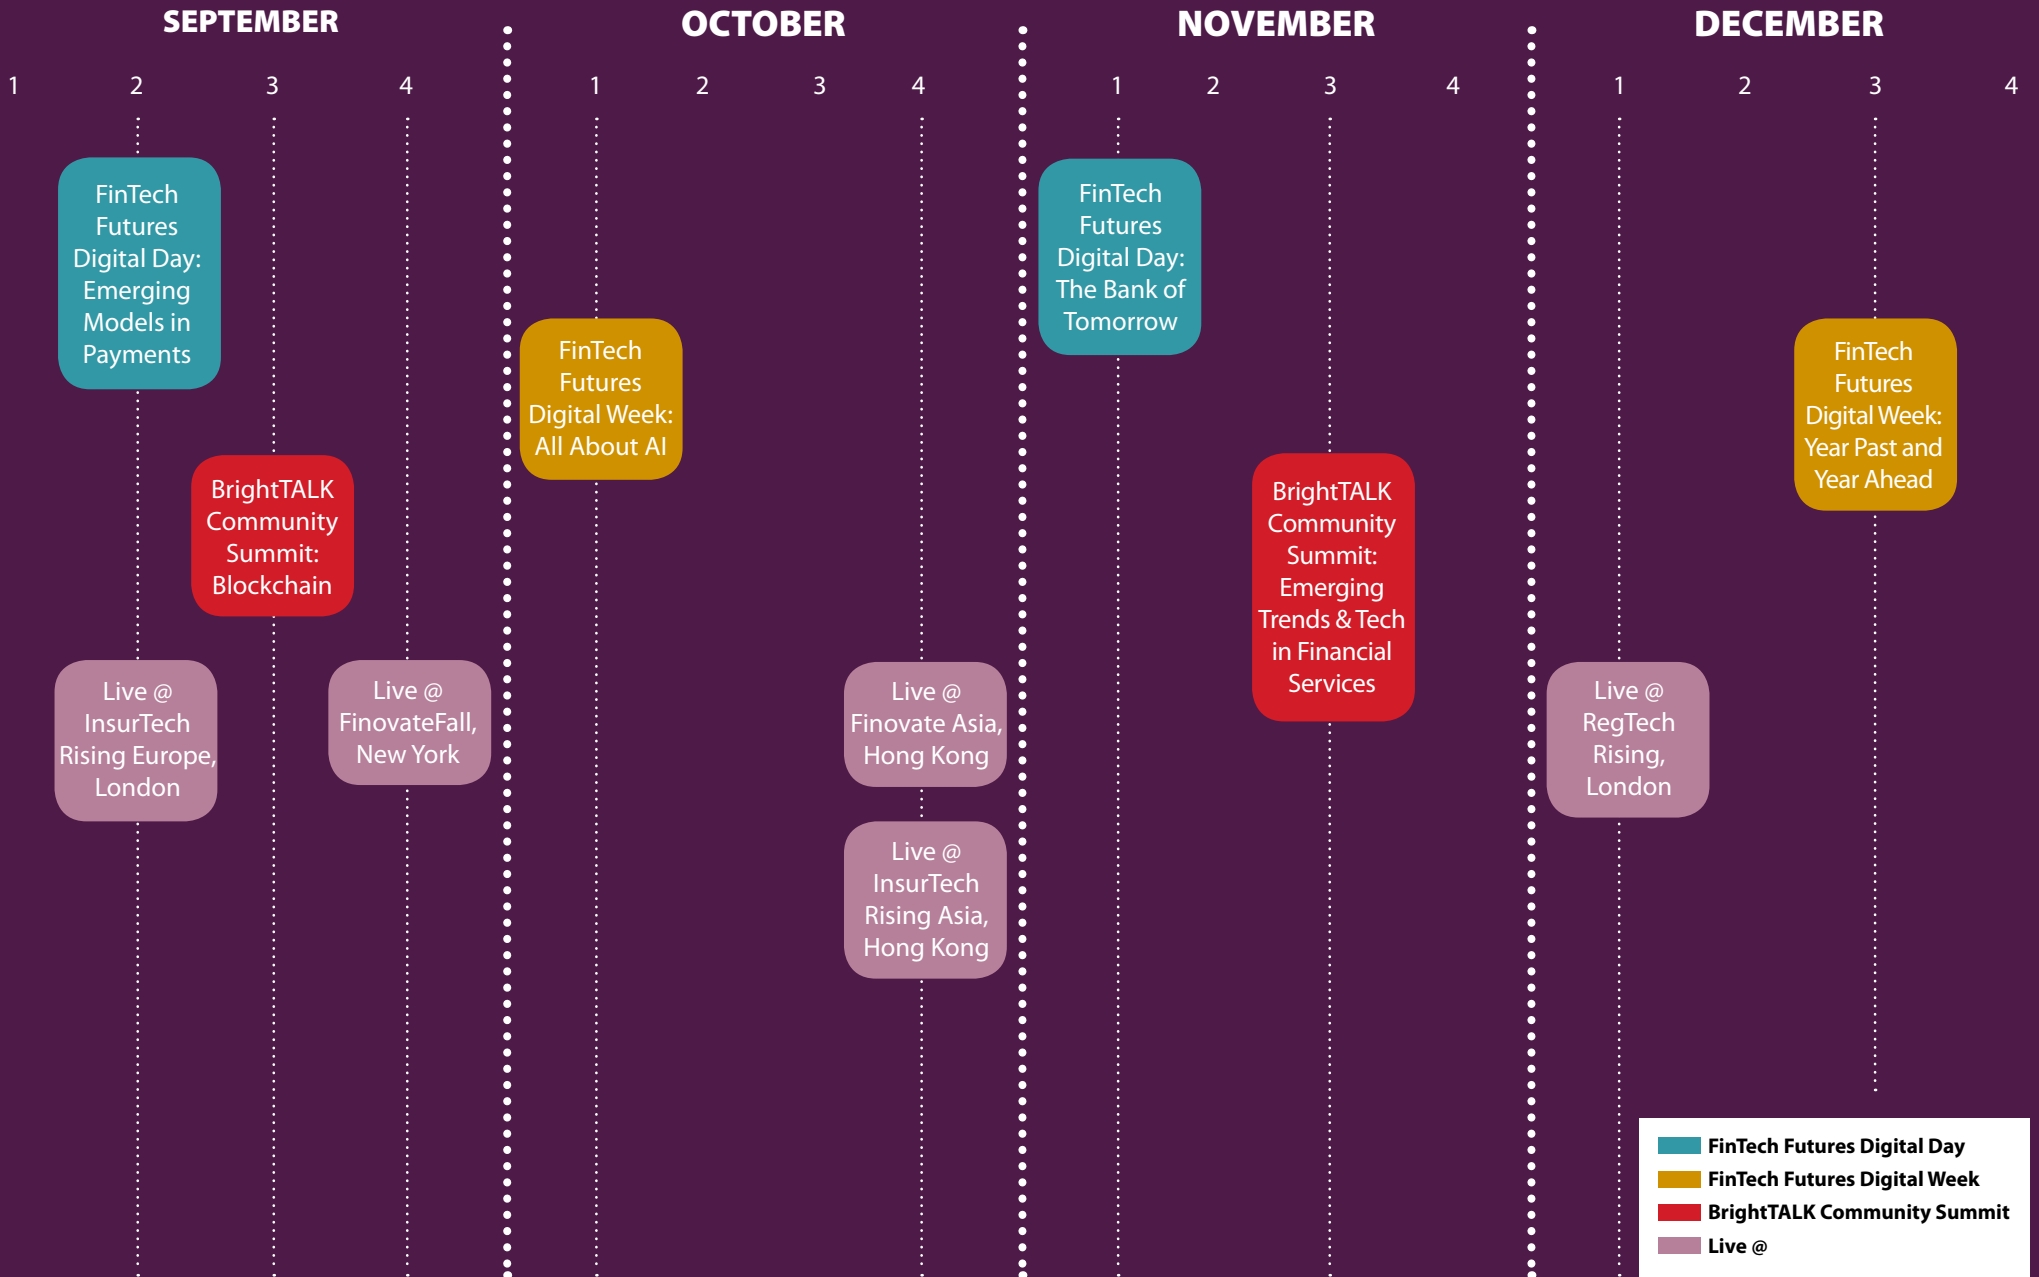 SEPTEMBER
OCTOBER
NOVEMBER
DECEMBER
1 2 3 4 1 2 3 4 1 2 3 4 1 2 3 4
FinTech
Futures
Digital Day:
Emerging
Models in
Payments
BrightTALK
Community
Summit:
Blockchain
Live @
InsurTech
Rising Europe,
London
Live @
FinovateFall,
New York
FinTech
Futures
Digital Week:
All About AI
Live @
Finovate Asia,
Hong Kong
Live @
InsurTech
Rising Asia,
Hong Kong
FinTech
Futures
Digital Day:
The Bank of
Tomorrow
BrightTALK
Community
Summit:
Emerging
Trends & Tech
in Financial
Services
Live @
RegTech
Rising,
London
FinTech
Futures
Digital Week:
Year Past and
Year Ahead
FinTech Futures Digital Day
FinTech Futures Digital Week
BrightTALK Community Summit
Live @